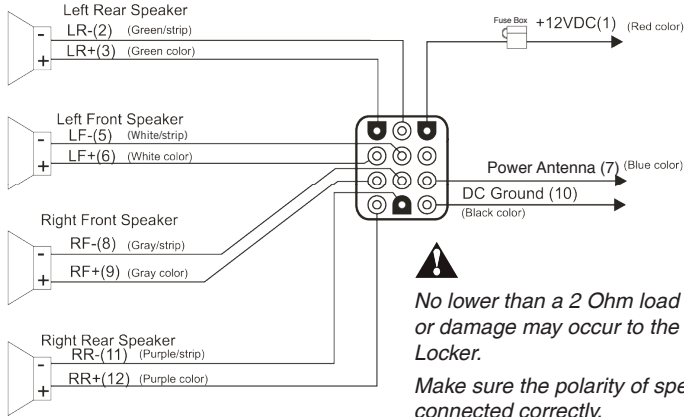 Left Rear Speaker
LR-(2) (Green/strip)
LR+(3) (Green color)
Fuse Box +12VDC(1) (Red color)
Left Front Speaker
LF-(5) (White/strip)
LF+(6) (White color)
Power Antenna (7) (Blue color)
DC Ground (10)
(Black color)
Right Front Speaker
RF-(8) (Gray/strip)
RF+(9) (Gray color)
No lower than a 2 Ohm load
or damage may occur to the
Locker.
Right Rear Speaker
RR-(11) (Purple/strip)
RR+(12) (Purple color)
Make sure the polarity of spe
connected correctly.